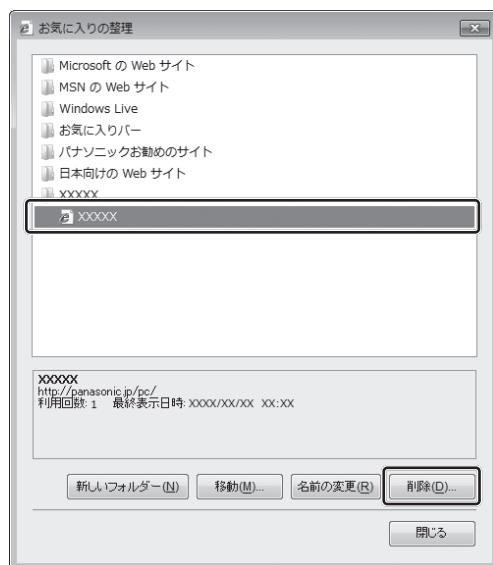 お気に入りの整理
Microsoft の Web サイト
MSN の Web サイト
Windows Live
お気に入りバー
パナソニックお勧めのサイト
日本向けの Web サイト
XXXXX
XXXXX
XXXXX
http://panasonic.jp/pc/
利用回数: 1 最終表示日時: XXXX/XX/XX XX:XX
新しいフォルダー(N) 移動(M)... 名前の変更(R) 削除(D)...
閉じる